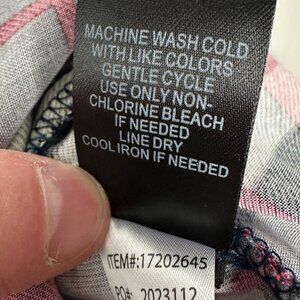 MACHINE WASH COLD
WITH LIKE COLORS
GENTLE CYCLE
USE ONLY NON-
CHLORINE BLEACH
IF NEEDED
LINE DRY
COOL IRON IF NEEDED
ITEM#:17202645
PO#: 2023112